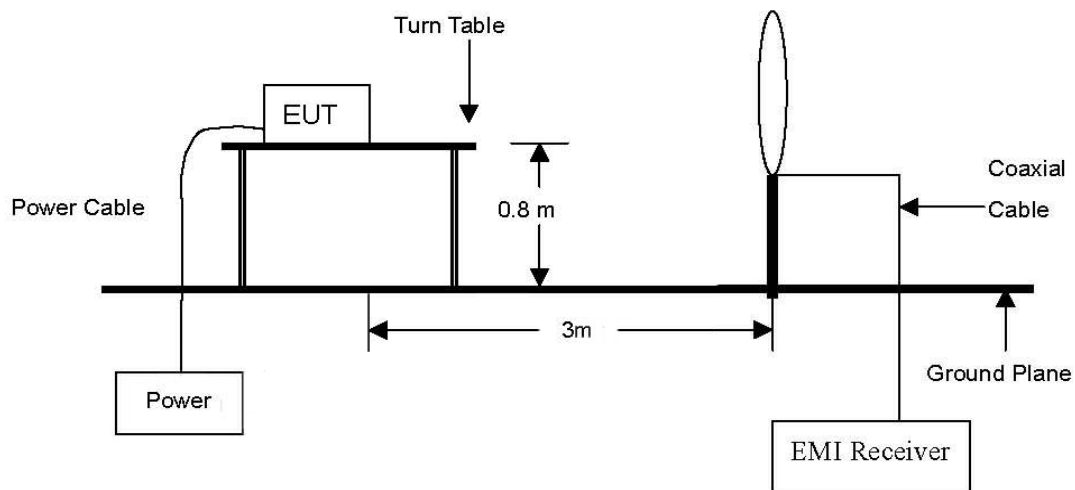 Turn Table
EUT
Power Cable
0.8 m
Coaxial
Cable
3m
Ground Plane
Power
EMI Receiver